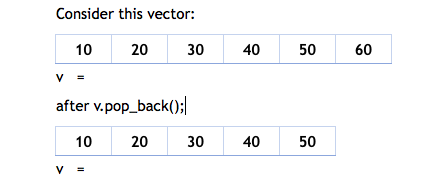 Consider this vector:
10 20 30 40 50 60
v =
after v.pop_back();
10 20 30 40 50
v =